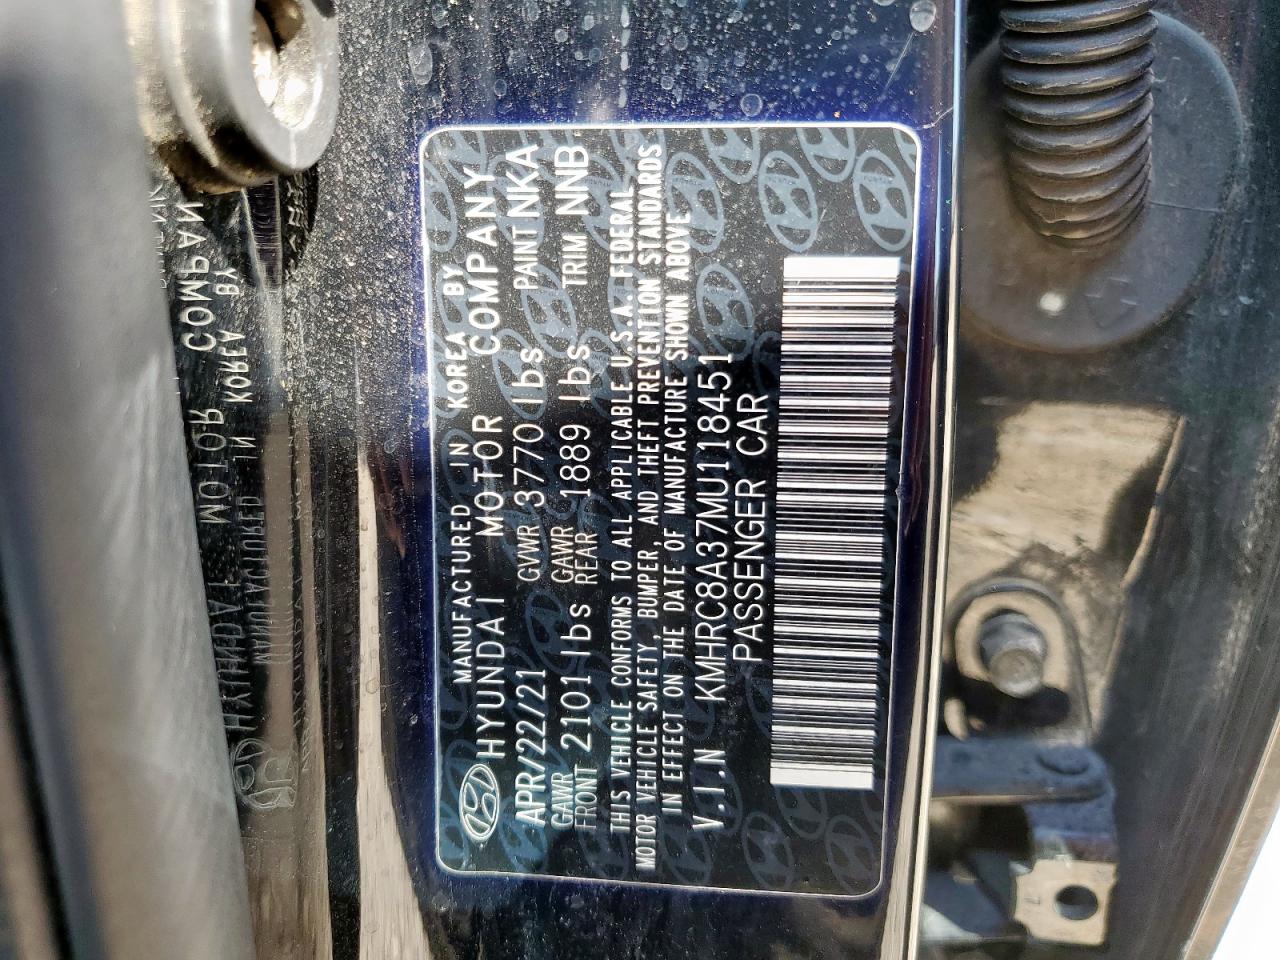 MANUFACTURED IN KOREA BY
HYUNDAI MOTOR COMPANY
APR/22/21 GVWR 3770 lbs PAINT NKA
GAWR FRONT 2101 lbs GAWR REAR 1889 lbs TRIM NNB
THIS VEHICLE CONFORMS TO ALL APPLICABLE U.S.A. FEDERAL
MOTOR VEHICLE SAFETY, BUMPER, AND THEFT PREVENTION STANDARDS
IN EFFECT ON THE DATE OF MANUFACTURE SHOWN ABOVE
V.I.N KMHRC8A37MU118451
PASSENGER CAR